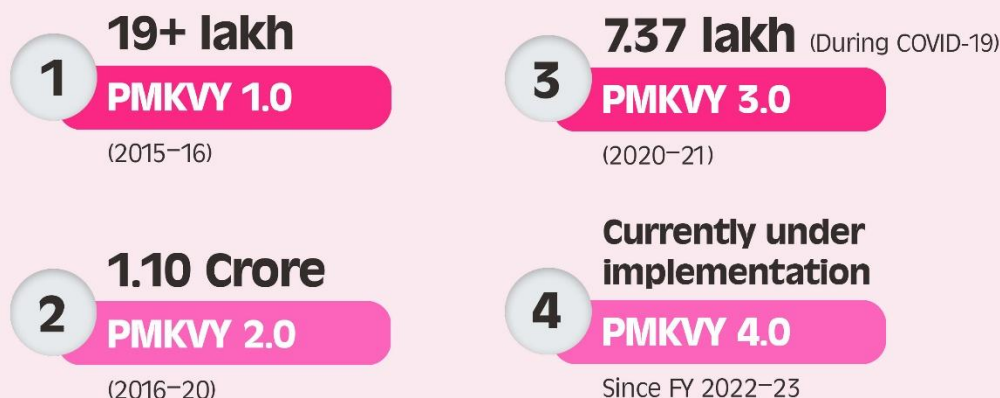 1
19+ lakh
PMKVY 1.0
(2015–16)
2
1.10 Crore
PMKVY 2.0
(2016–20)
3
7.37 lakh (During COVID-19)
PMKVY 3.0
(2020–21)
4
Currently under
implementation
PMKVY 4.0
Since FY 2022–23